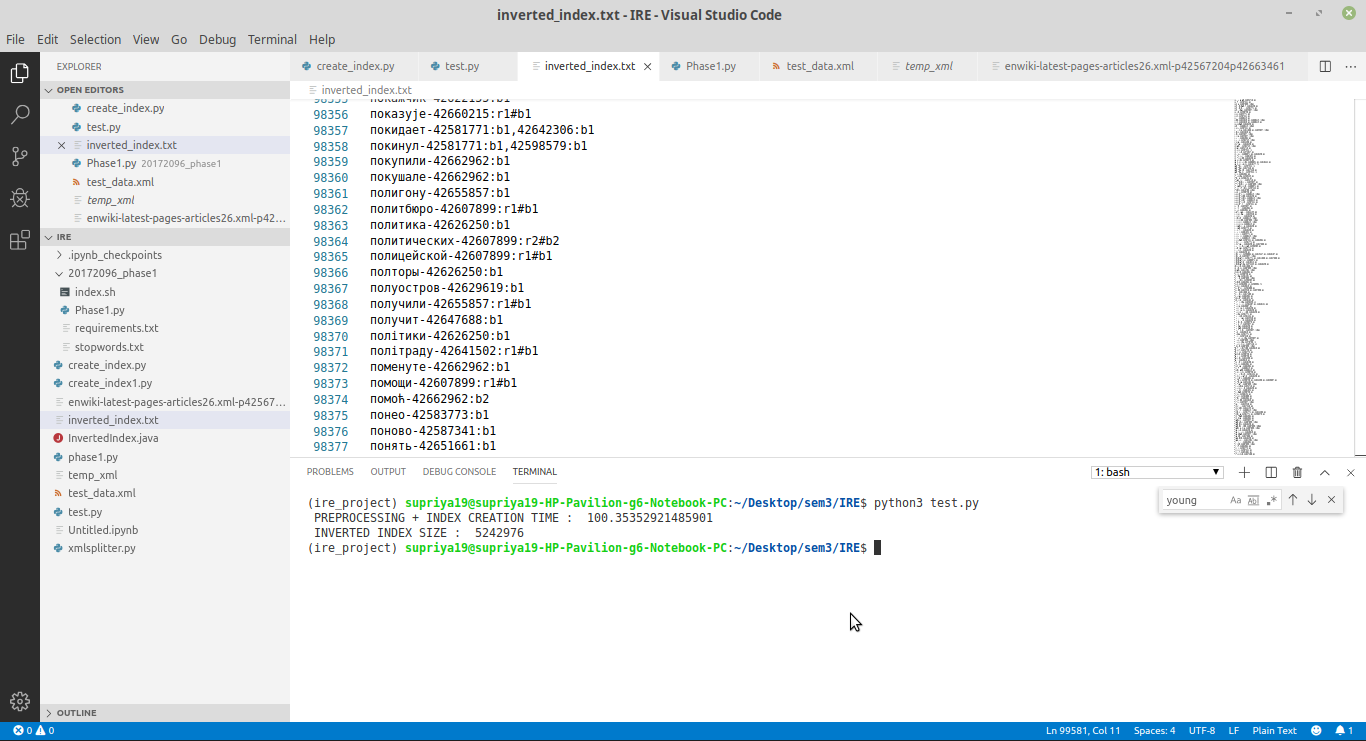 inverted_index.txt - IRE - Visual Studio Code
File Edit Selection View Go Debug Terminal Help
EXPLORER
OPEN EDITORS
create_index.py
test.py
inverted_index.txt
Phase1.py 20172096_phase1
test_data.xml
temp_xml
enwiki-latest-pages-articles26.xml-p42...
IRE
.ipynb_checkpoints
20172096_phase1
index.sh
Phase1.py
requirements.txt
stopwords.txt
create_index.py
create_index1.py
enwiki-latest-pages-articles26.xml-p42567...
inverted_index.txt
InvertedIndex.java
phase1.py
temp_xml
test_data.xml
test.py
Untitled.ipynb
xmlsplitter.py
OUTLINE
create_index.py test.py inverted_index.txt Phase1.py test_data.xml temp_xml enwiki-latest-pages-articles26.xml-p42567204p42663461
inverted_index.txt
98355 покажчик-42622155:b1
98356 показује-42660215:r1#b1
98357 покидает-42581771:b1,42642306:b1
98358 покинул-42581771:b1,42598579:b1
98359 покупили-42662962:b1
98360 покушале-42662962:b1
98361 полигону-42655857:b1
98362 политбюро-42607899:r1#b1
98363 политика-42626250:b1
98364 политических-42607899:r2#b2
98365 полицейской-42607899:r1#b1
98366 полторы-42626250:b1
98367 полуостров-42629619:b1
98368 получили-42655857:r1#b1
98369 получит-42647688:b1
98370 політики-42626250:b1
98371 політраду-42641502:r1#b1
98372 поменуте-42662962:b1
98373 помощи-42607899:r1#b1
98374 помоћ-42662962:b2
98375 понео-42583773:b1
98376 поново-42587341:b1
98377 понять-42651661:b1
PROBLEMS OUTPUT DEBUG CONSOLE TERMINAL
1: bash
young Aa Abl .*
(ire_project) supriya19@supriya19-HP-Pavilion-g6-Notebook-PC:~/Desktop/sem3/IRE$ python3 test.py
PREPROCESSING + INDEX CREATION TIME : 100.35352921485901
INVERTED INDEX SIZE : 5242976
(ire_project) supriya19@supriya19-HP-Pavilion-g6-Notebook-PC:~/Desktop/sem3/IRE$
0 0
Ln 99581, Col 11 Spaces: 4 UTF-8 LF Plain Text 1